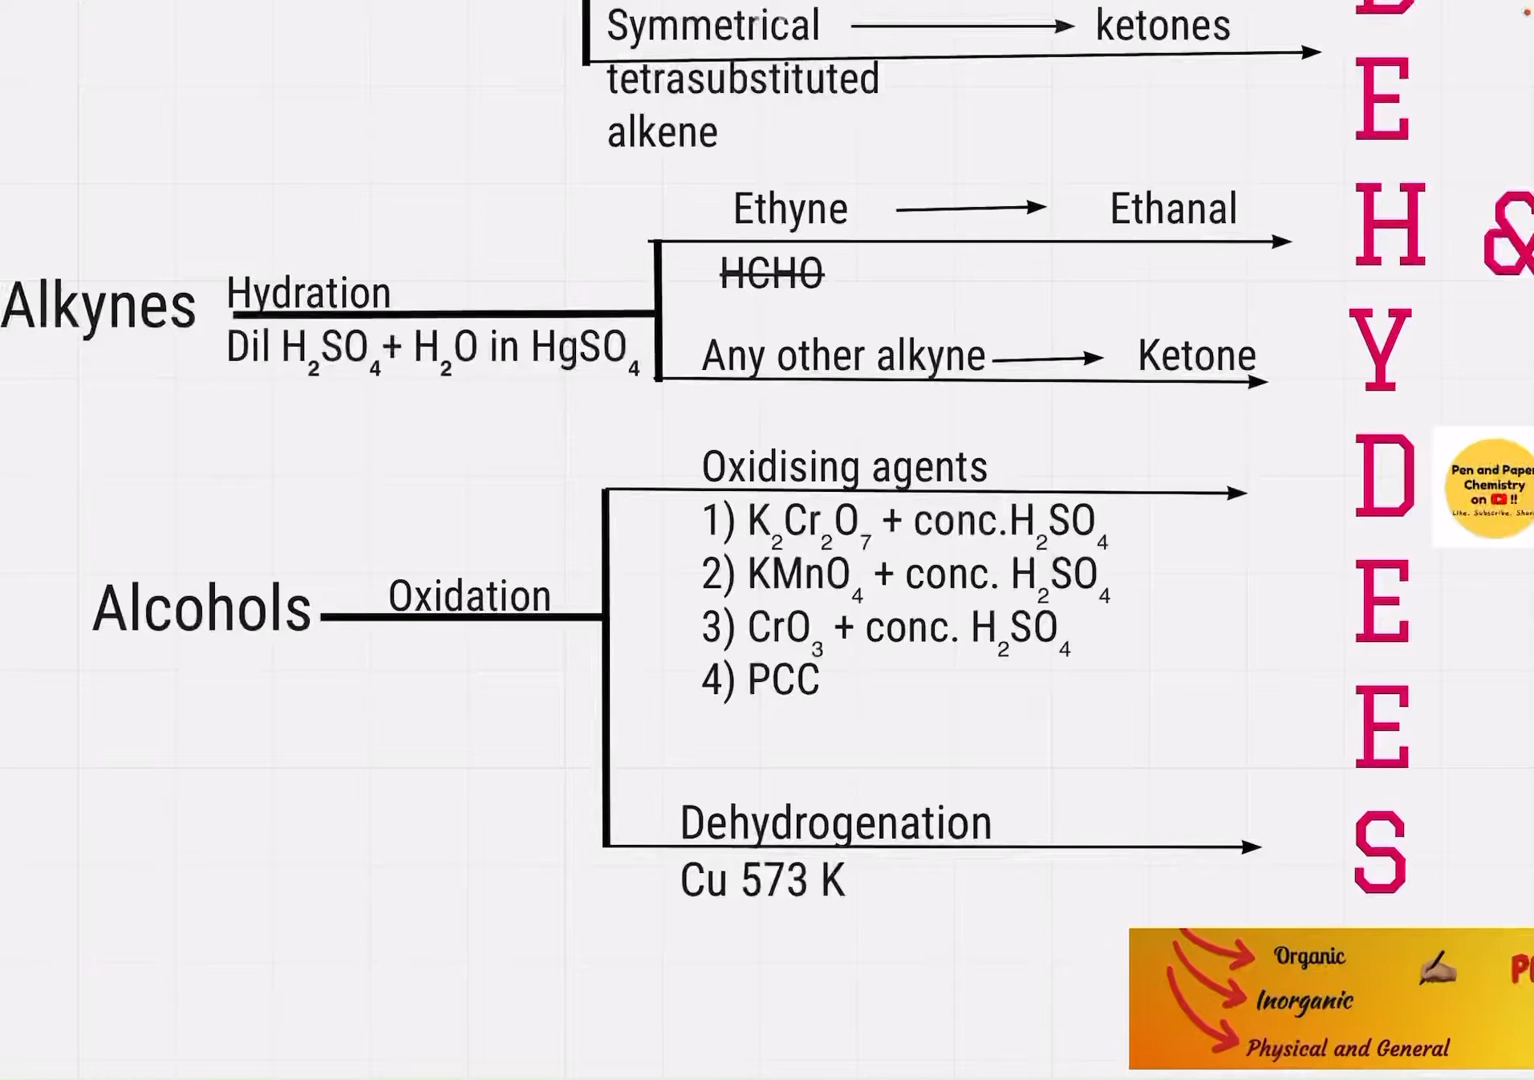 Symmetrical ketones
tetrasubstituted
alkene
Ethyne Ethanal
HCHO
Alkynes Hydration
Dil H₂SO₄+ H₂O in HgSO₄
Any other alkyne Ketone
Oxidising agents
1) K₂Cr₂O₇ + conc.H₂SO₄
2) KMnO₄ + conc. H₂SO₄
3) CrO₃ + conc. H₂SO₄
4) PCC
Alcohols Oxidation
Dehydrogenation
Cu 573 K
E
H
Y
D
E
E
S
&
Pen and Paper
Chemistry
on !!
Like. Subscribe.
Organic
Inorganic
Physical and General